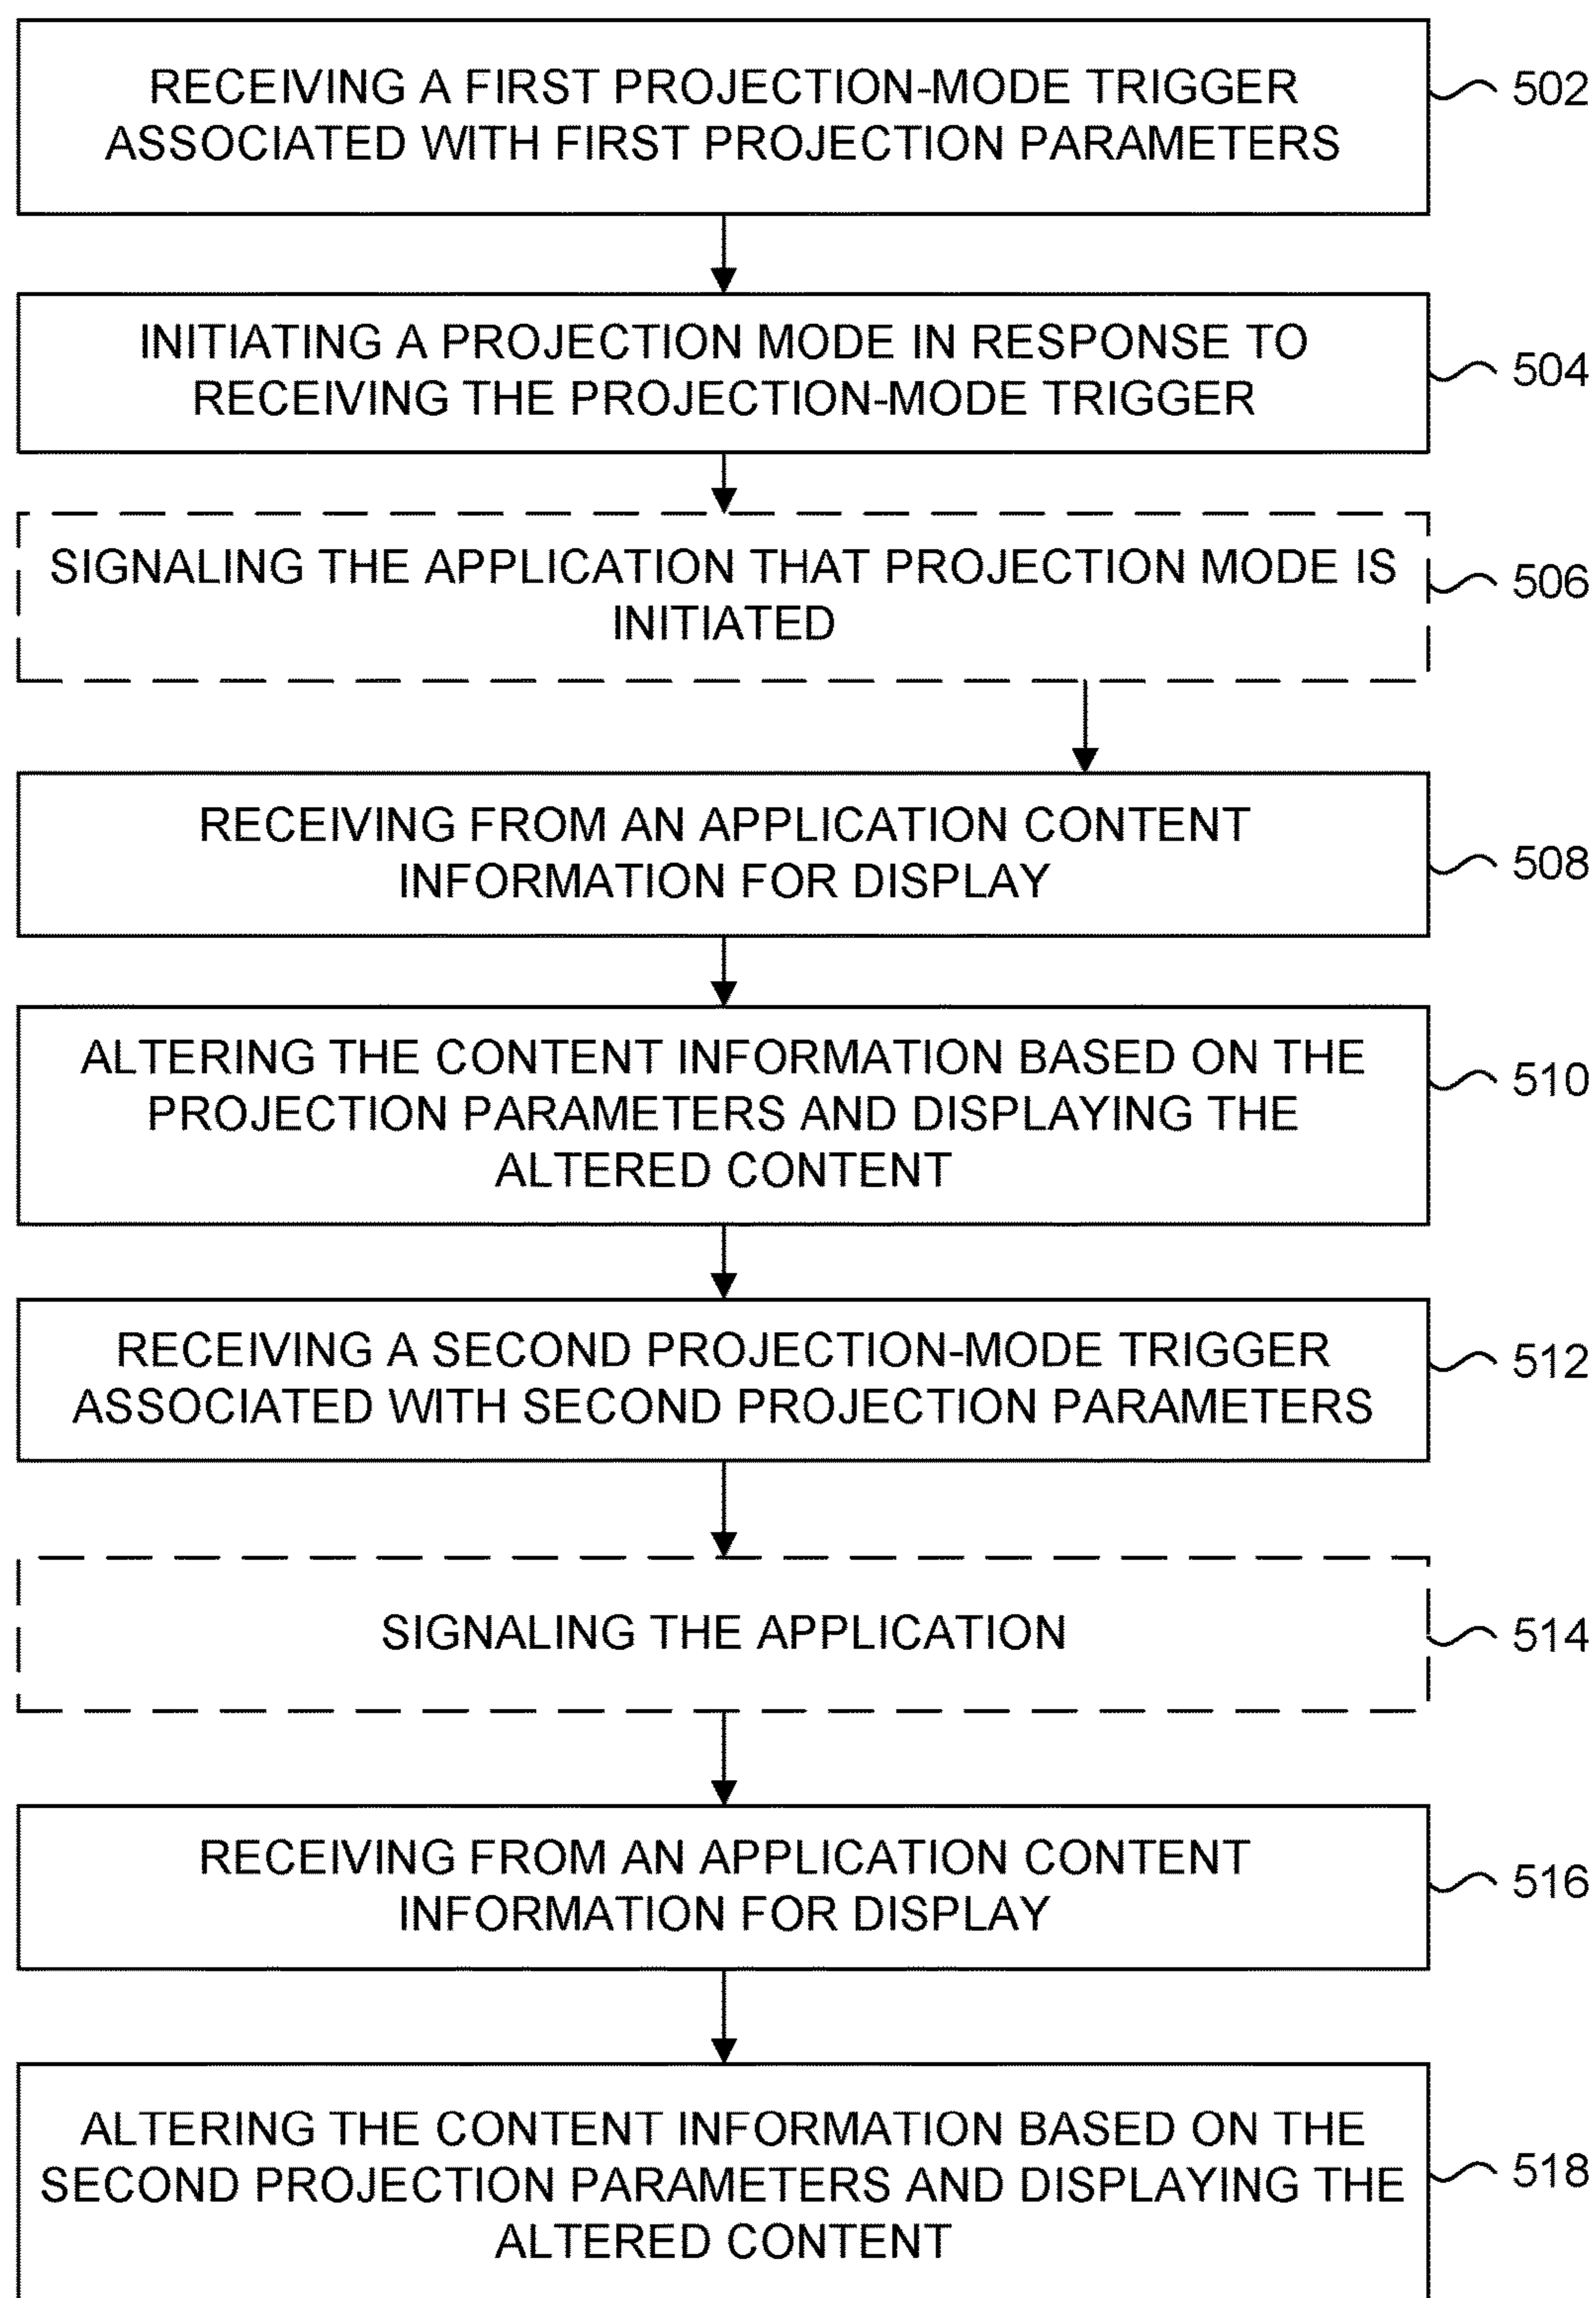 RECEIVING A FIRST PROJECTION-MODE TRIGGER
ASSOCIATED WITH FIRST PROJECTION PARAMETERS
502
INITIATING A PROJECTION MODE IN RESPONSE TO
RECEIVING THE PROJECTION-MODE TRIGGER
504
SIGNALING THE APPLICATION THAT PROJECTION MODE IS
INITIATED
506
RECEIVING FROM AN APPLICATION CONTENT
INFORMATION FOR DISPLAY
508
ALTERING THE CONTENT INFORMATION BASED ON THE
PROJECTION PARAMETERS AND DISPLAYING THE
ALTERED CONTENT
510
RECEIVING A SECOND PROJECTION-MODE TRIGGER
ASSOCIATED WITH SECOND PROJECTION PARAMETERS
512
SIGNALING THE APPLICATION
514
RECEIVING FROM AN APPLICATION CONTENT
INFORMATION FOR DISPLAY
516
ALTERING THE CONTENT INFORMATION BASED ON THE
SECOND PROJECTION PARAMETERS AND DISPLAYING THE
ALTERED CONTENT
518